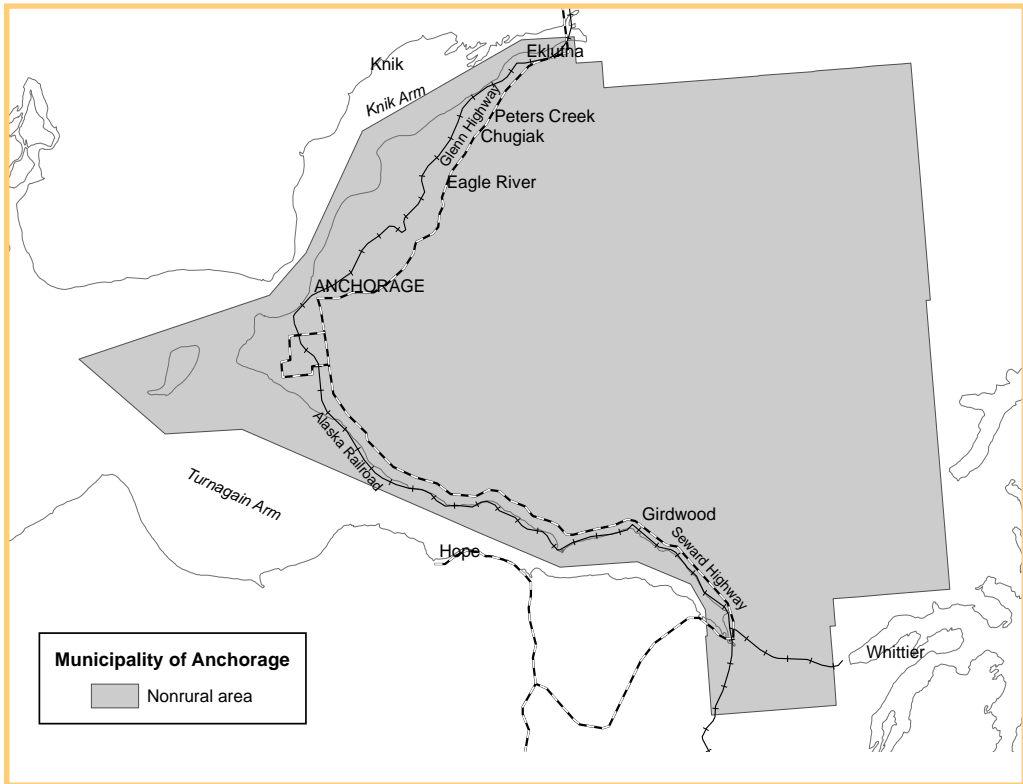 Eklutna
Knik
Knik Arm
Peters Creek
Glenn Highway
Chugiak
Eagle River
ANCHORAGE
Alaska Railroad
Turnagain Arm
Girdwood
Seward Highway
Hope
Whittier
Municipality of Anchorage
Nonrural area